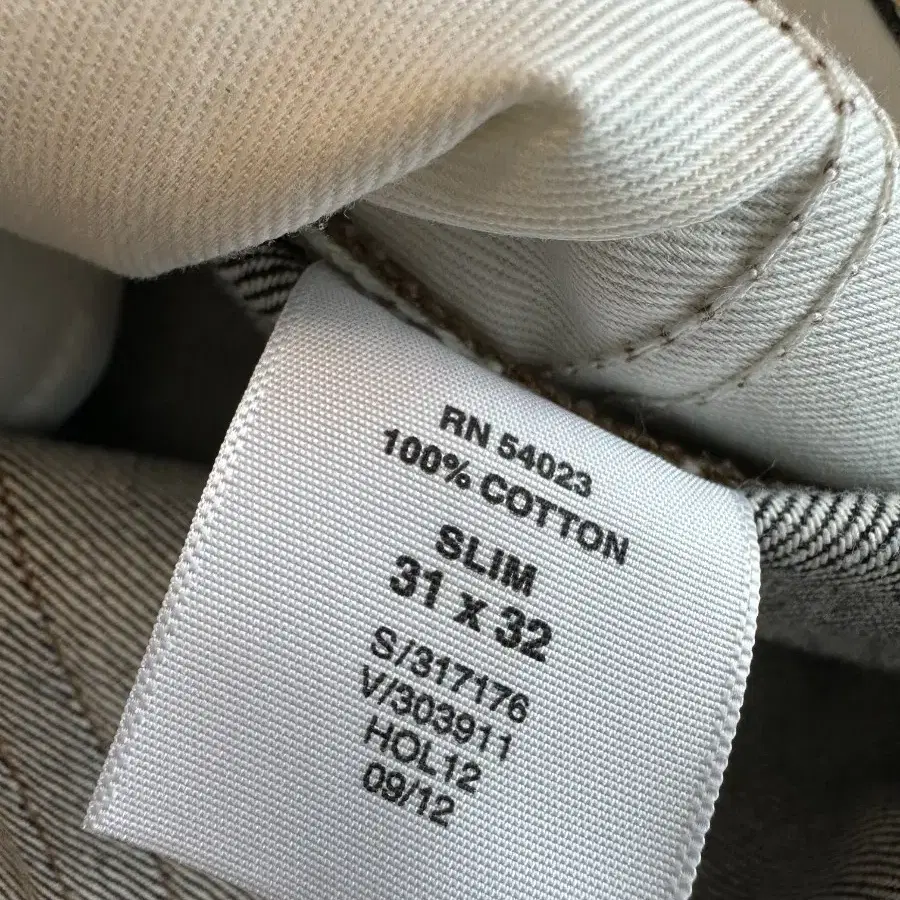 RN 54023
100% COTTON
SLIM
31 x 32
S/317176
V/303911
HOL12
09/12